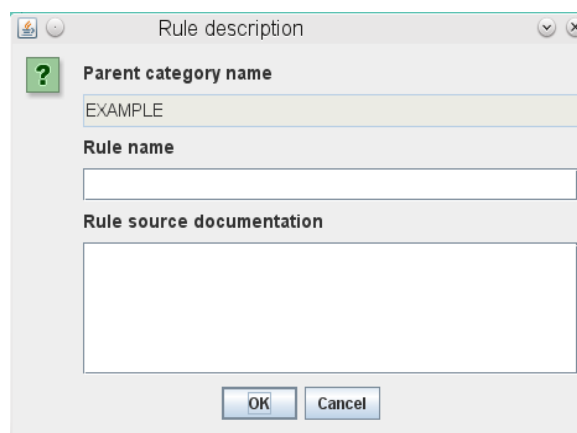 Rule description
?
Parent category name
EXAMPLE
Rule name
Rule source documentation
OK Cancel